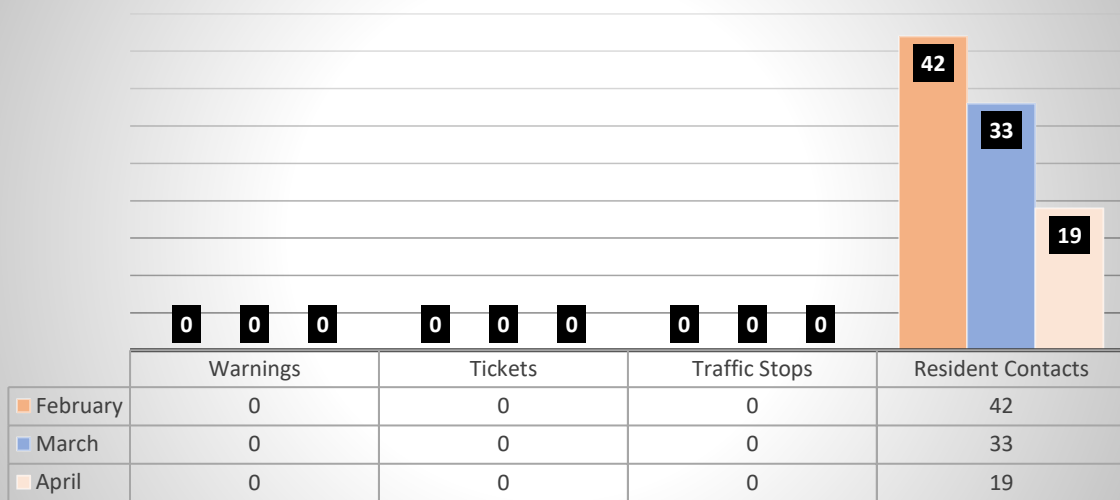 42
33
19
0 0 0 0 0 0 0 0 0
Warnings Tickets Traffic Stops Resident Contacts
February 0 0 0 42
March 0 0 0 33
April 0 0 0 19